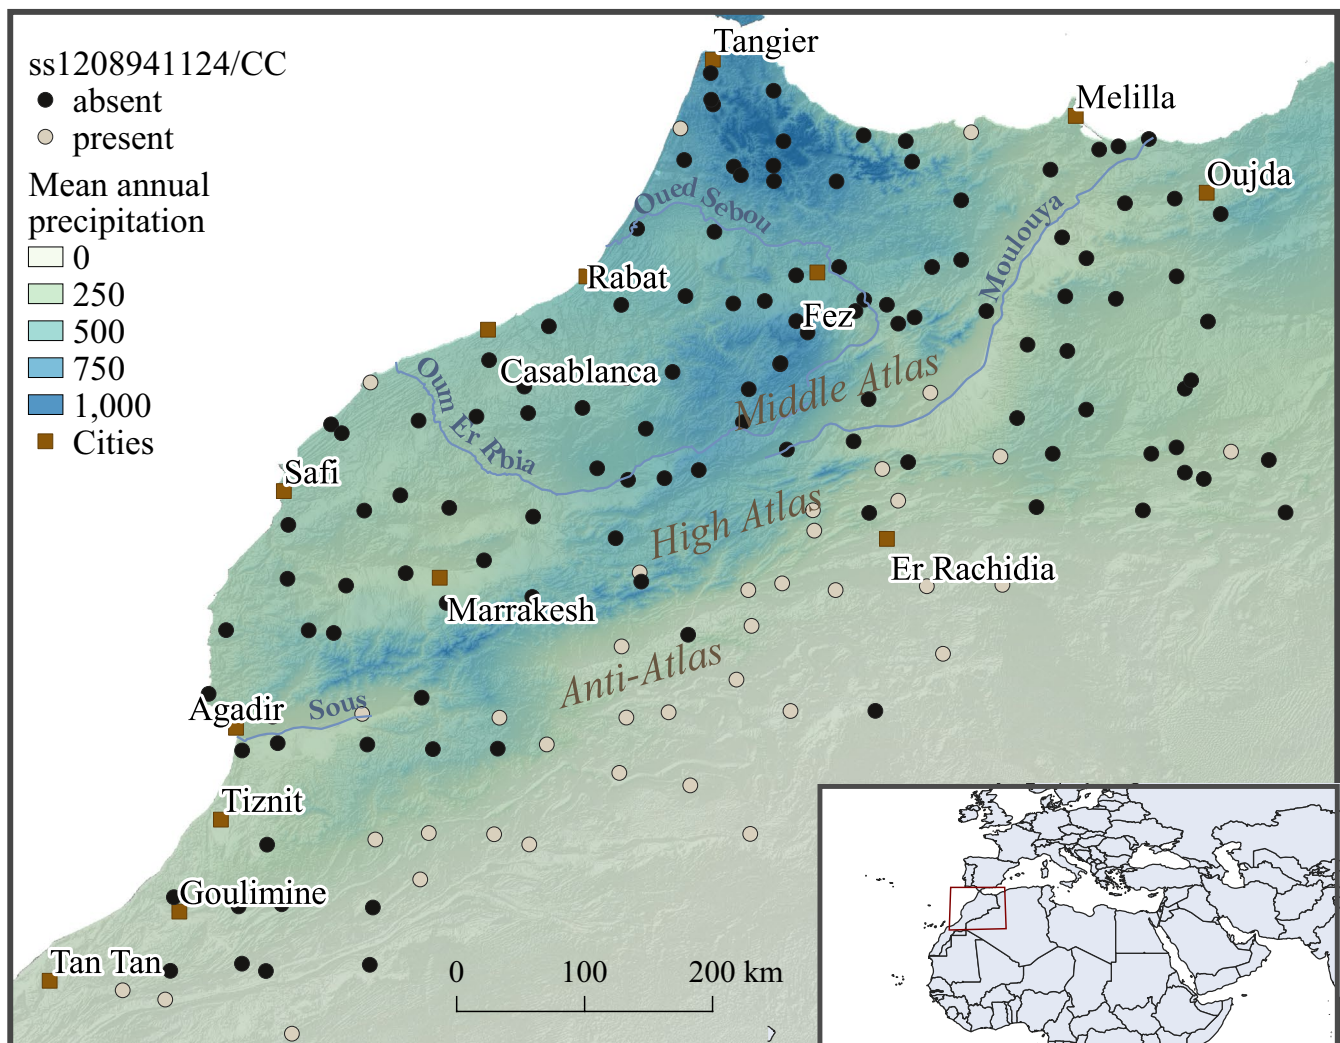 ss1208941124/CC
absent
present
Mean annual
precipitation
0
250
500
750
1,000
Cities
Tangier
Melilla
Oujda
Oued Sebou
Moulouya
Rabat
Fez
Casablanca
Middle Atlas
Oum Er Rbia
Safi
High Atlas
Er Rachidia
Marrakesh
Anti-Atlas
Sous
Agadir
Tiznit
Goulimine
Tan Tan
0 100 200 km